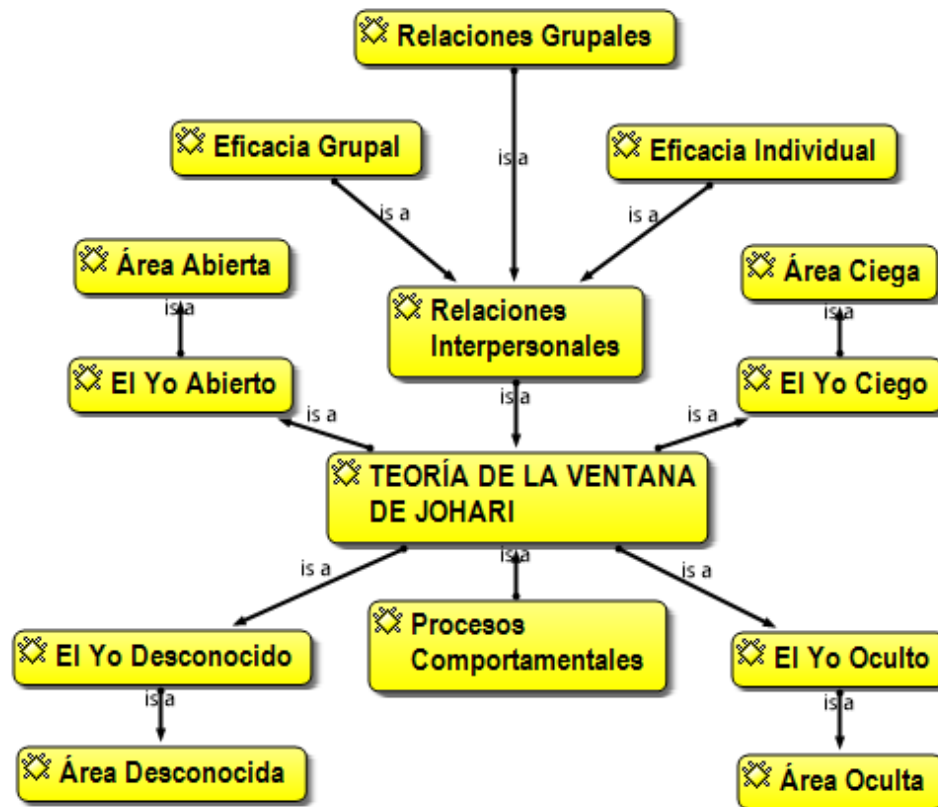 Relaciones Grupales
Eficacia Grupal
is a
Eficacia Individual
is a
is a
Área Abierta
Área Ciega
is a
Relaciones
Interpersonales
is a
El Yo Abierto
is a
El Yo Ciego
is a
is a
TEORÍA DE LA VENTANA
DE JOHARI
is a
is a
is a
Procesos
Comportamentales
El Yo Desconocido
El Yo Oculto
is a
is a
Área Desconocida
Área Oculta